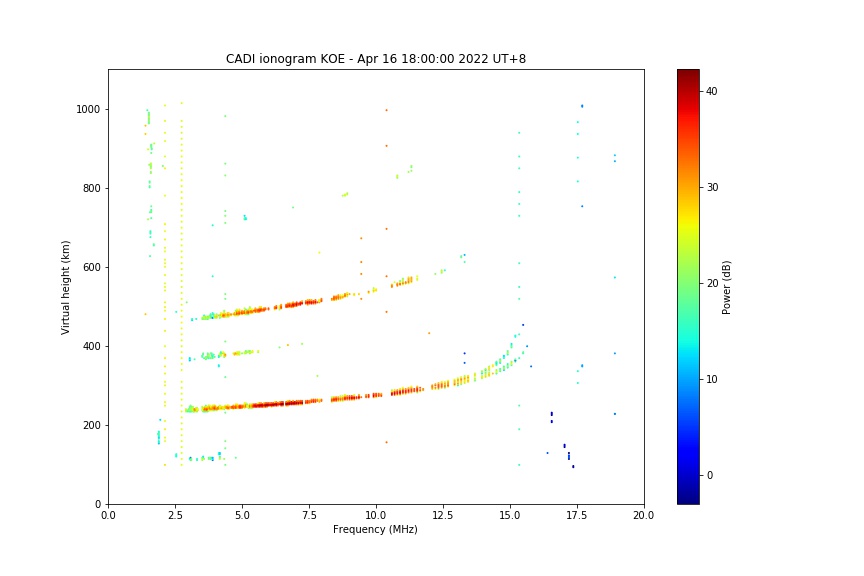 CADI ionogram KOE - Apr 16 18:00:00 2022 UT+8
Virtual height (km)
1000
800
600
400
200
0
0.0 2.5 5.0 7.5 10.0 12.5 15.0 17.5 20.0
Frequency (MHz)
40
30
20
10
0
Power (dB)